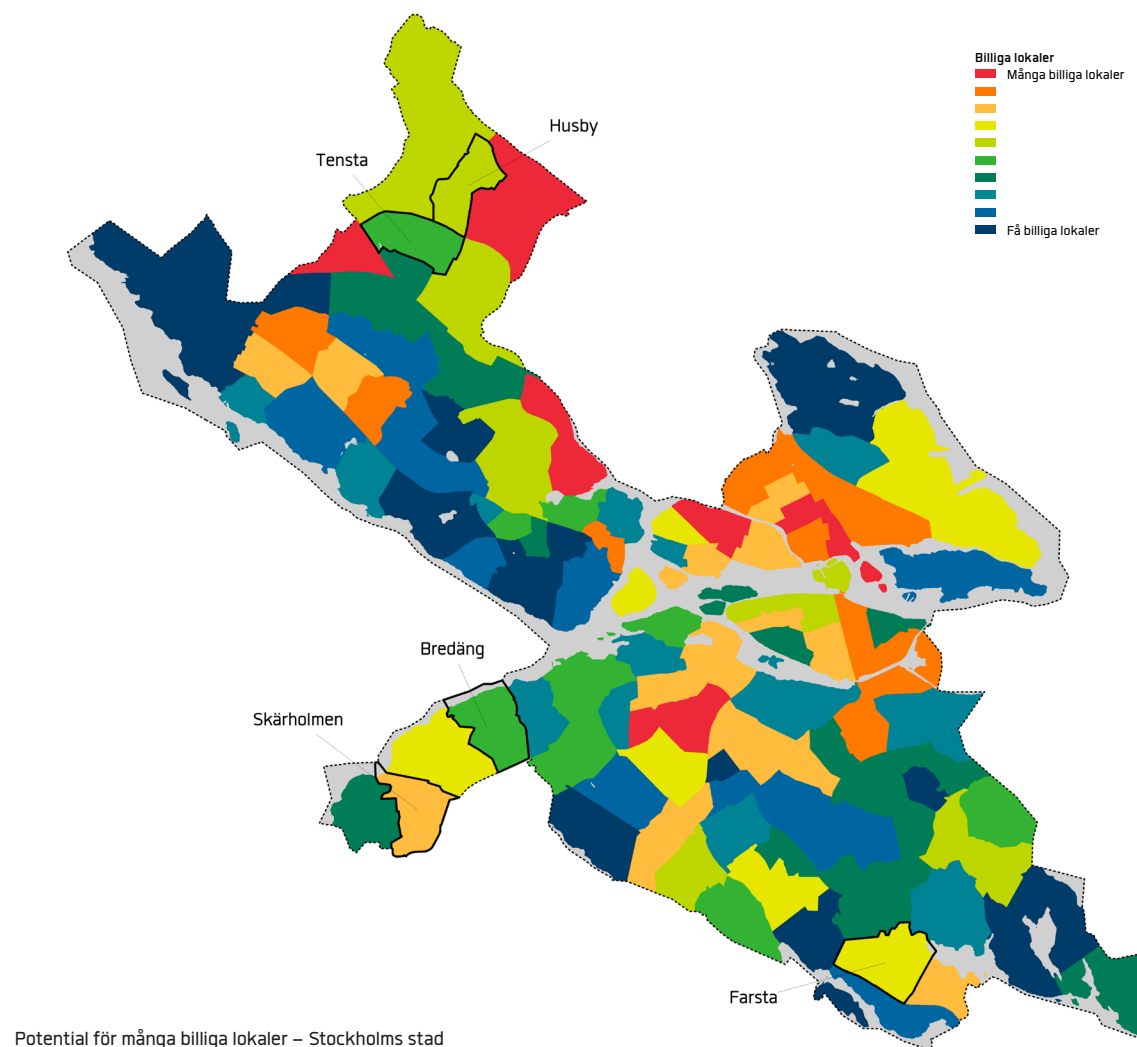 Billiga lokaler
Många billiga lokaler
Få billiga lokaler
Husby
Tensta
Bredäng
Skärholmen
Farsta
Potential för många billiga lokaler – Stockholms stad